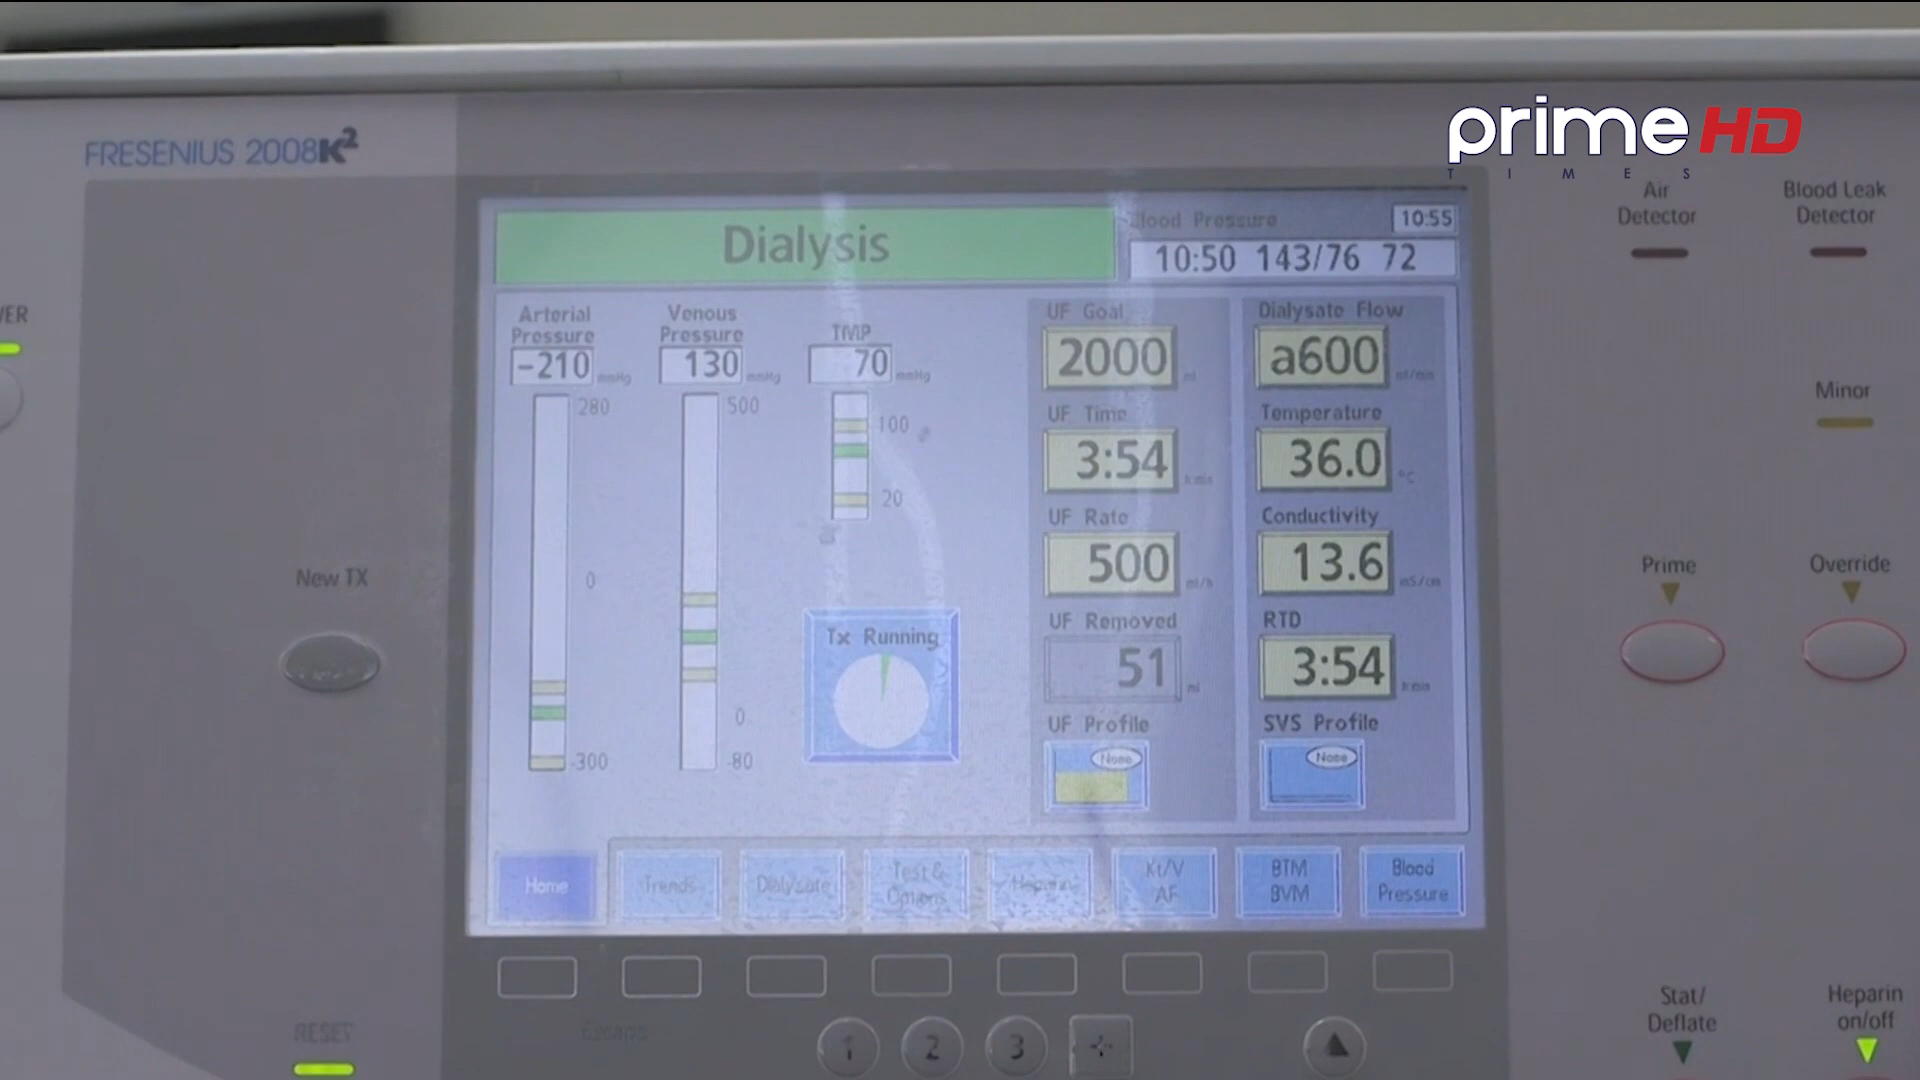 prime HD
TIMES
FRESENIUS 2008K²
Air
Detector
Blood Leak
Detector
Dialysis
Blood Pressure
10:55
10:50 143/76 72
VER
Arterial
Pressure
-210 mmHg
280
0
-300
Venous
Pressure
130 mmHg
500
0
-80
TMP
70 mmHg
100
20
Tx Running
UF Goal
2000 ml
UF Time
3:54 h:min
UF Rate
500 ml/h
UF Removed
51 ml
UF Profile
None
Dialysate Flow
a600 ml/min
Temperature
36.0 °C
Conductivity
13.6 mS/cm
RTD
3:54 h:min
SVS Profile
None
Minor
New TX
Prime
Override
Home
Trends
Dialysate
Test &
Options
Heparin
Kt/V
AF
BTM
BVM
Blood
Pressure
RESET
Escape
1
2
3
Stat/
Deflate
Heparin
on/off